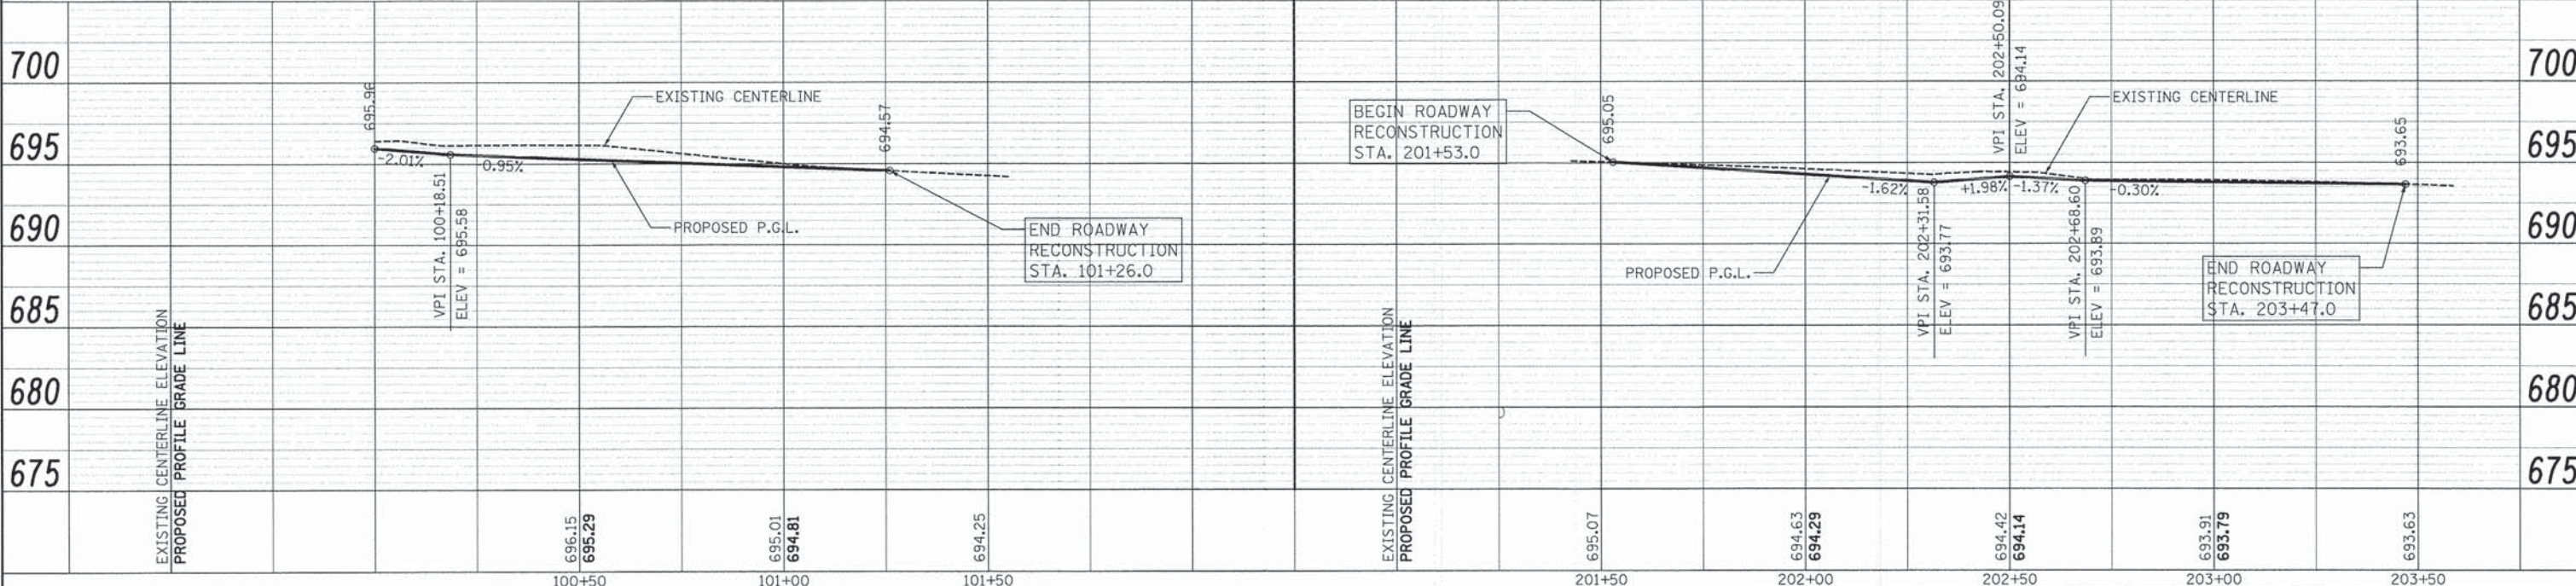 700
695
690
685
680
675
EXISTING CENTERLINE ELEVATION
PROPOSED PROFILE GRADE LINE
695.96
-2.01%
VPI STA. 100+18.51
ELEV = 695.58
0.95%
EXISTING CENTERLINE
PROPOSED P.G.L.
694.57
END ROADWAY
RECONSTRUCTION
STA. 101+26.0
696.15
695.29
695.01
694.81
694.25
100+50
101+00
101+50
EXISTING CENTERLINE ELEVATION
PROPOSED PROFILE GRADE LINE
BEGIN ROADWAY
RECONSTRUCTION
STA. 201+53.0
695.05
PROPOSED P.G.L.
-1.62%
VPI STA. 202+31.58
ELEV = 693.77
+1.98%
VPI STA. 202+50.09
ELEV = 694.14
-1.37%
VPI STA. 202+68.60
ELEV = 693.89
-0.30%
EXISTING CENTERLINE
693.65
END ROADWAY
RECONSTRUCTION
STA. 203+47.0
695.07
694.63
694.29
694.42
694.14
693.91
693.79
693.63
201+50
202+00
202+50
203+00
203+50
700
695
690
685
680
675